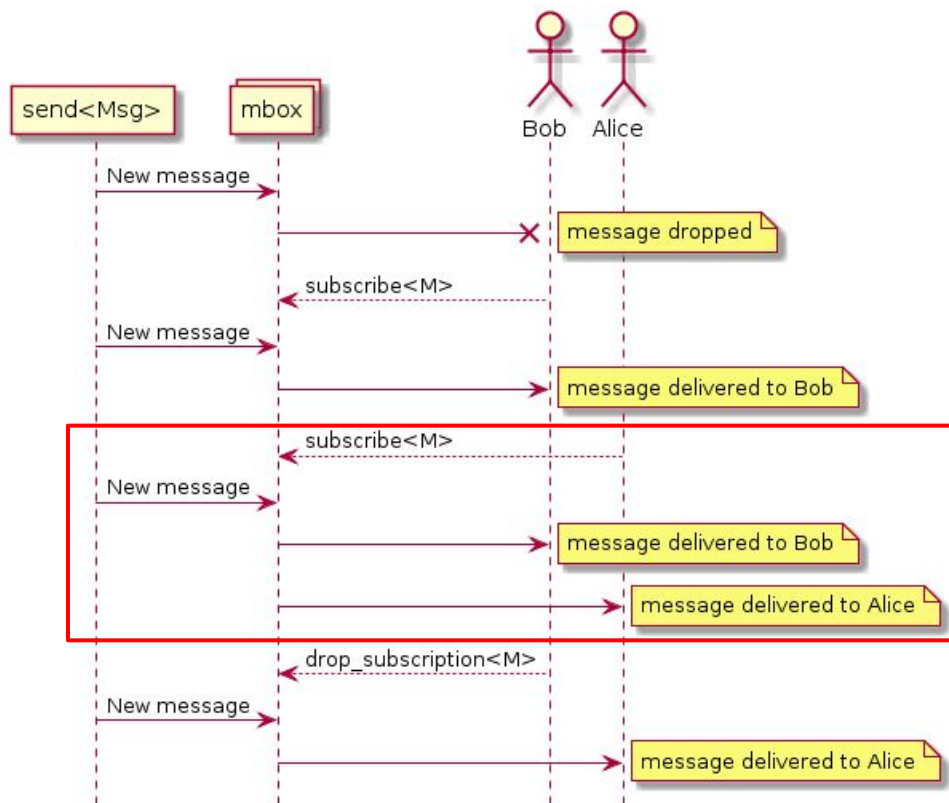 send<Msg>
mbox
Bob
Alice
New message
message dropped
subscribe<M>
New message
message delivered to Bob
subscribe<M>
New message
message delivered to Bob
message delivered to Alice
drop_subscription<M>
New message
message delivered to Alice